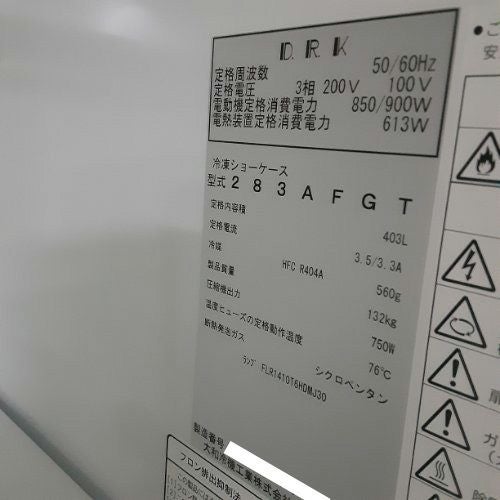 D.R.K
定格周波数 50/60Hz
定格電圧 3相 200V 100V
電動機定格消費電力 850/900W
電熱装置定格消費電力 613W
冷凍ショーケース
型式 283AFGT
定格内容積 403L
定格電流 3.5/3.3A
冷媒 HFC R404A 560g
製品質量 132kg
圧縮機出力 750W
温度ヒューズの定格動作温度 76℃
断熱発泡ガス シクロペンタン
ﾗﾝﾌﾟ FLR1410T6HDMJ30
製造番号
大和冷機工業株式会社
フロン排出抑制法